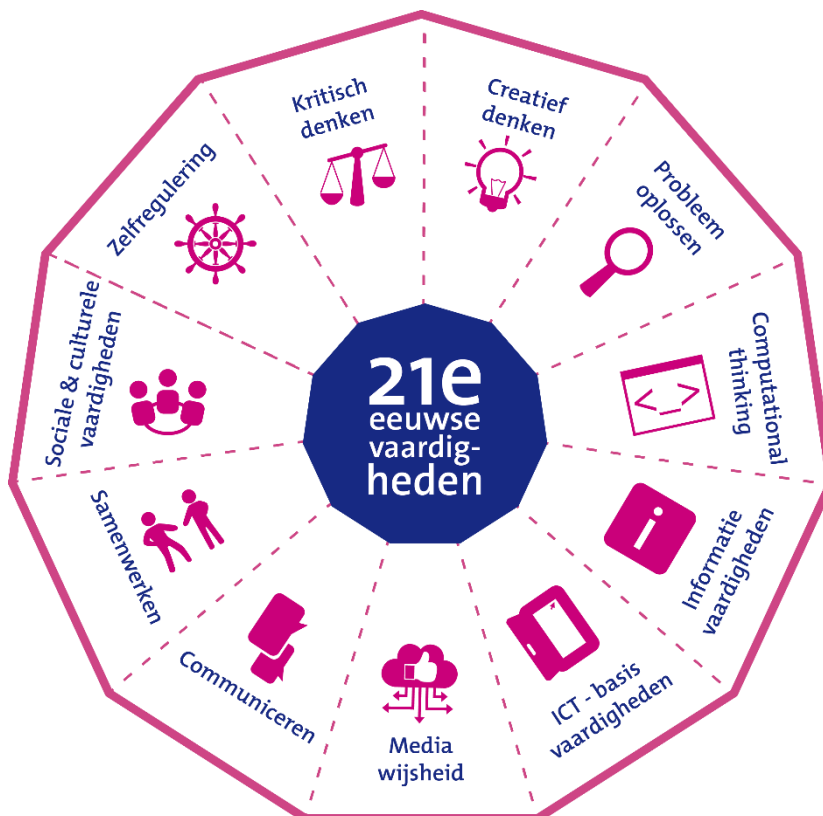 21e
eeuwse
vaardig-
heden
Kritisch
denken
Creatief
denken
Probleem
oplossen
Computational
thinking
<_>
Informatie
vaardigheden
i
ICT - basis
vaardigheden
Media
wijsheid
Communiceren
Samenwerken
Sociale & culturele
vaardigheden
Zelfregulering